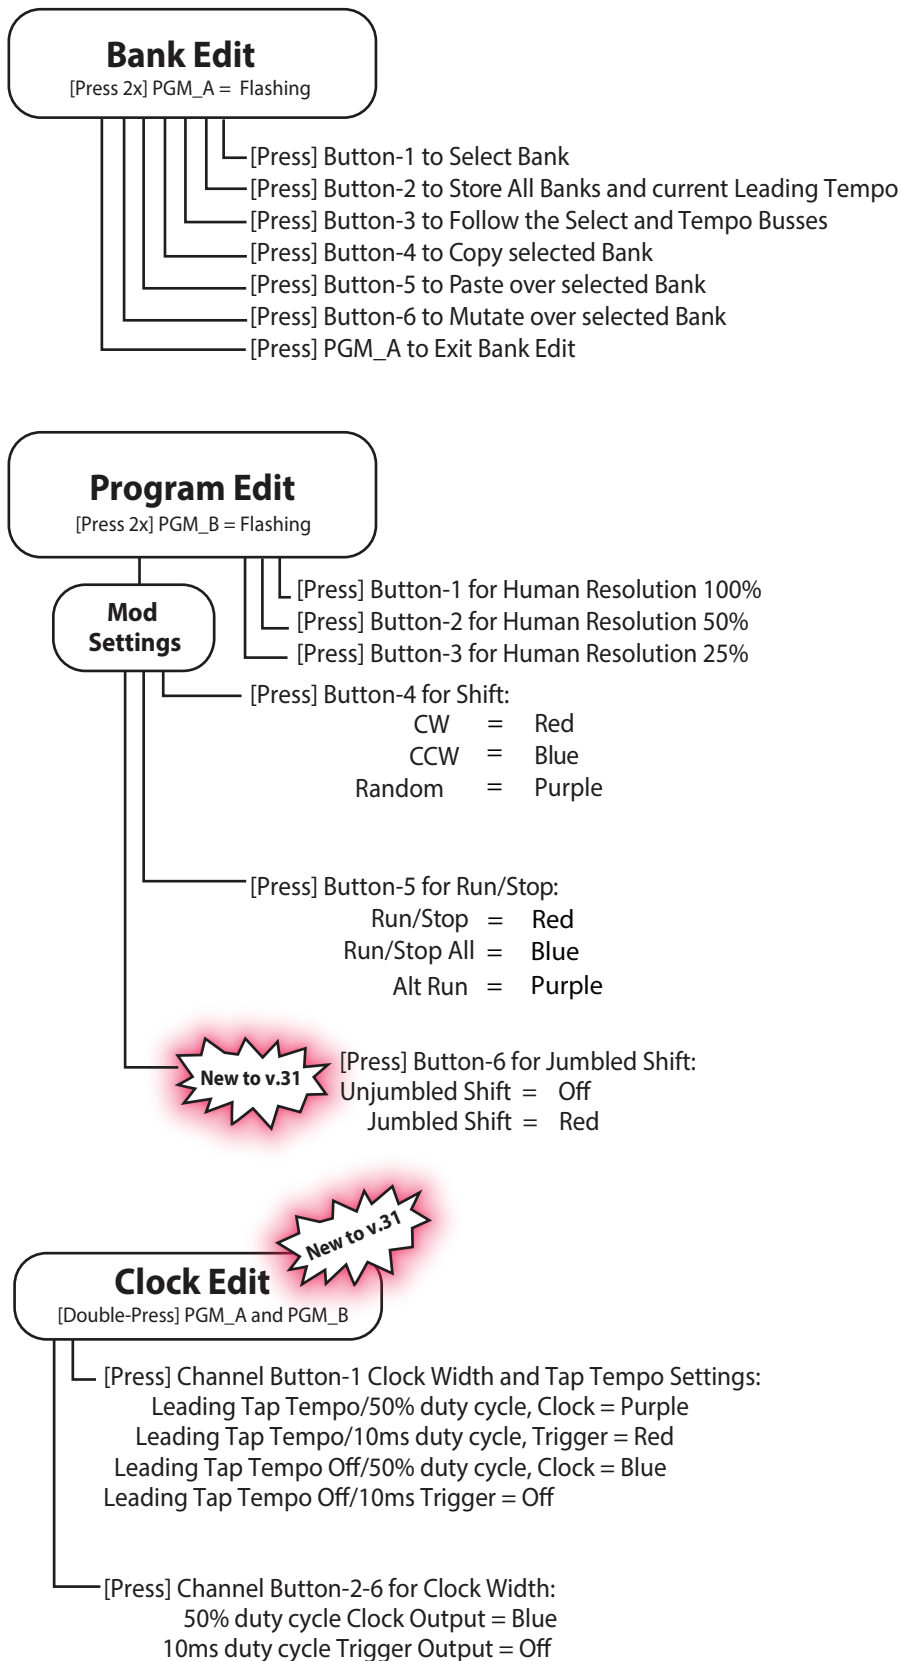 Bank Edit
[Press 2x] PGM_A = Flashing
[Press] Button-1 to Select Bank
[Press] Button-2 to Store All Banks and current Leading Tempo
[Press] Button-3 to Follow the Select and Tempo Busses
[Press] Button-4 to Copy selected Bank
[Press] Button-5 to Paste over selected Bank
[Press] Button-6 to Mutate over selected Bank
[Press] PGM_A to Exit Bank Edit
Program Edit
[Press 2x] PGM_B = Flashing
Mod
Settings
[Press] Button-1 for Human Resolution 100%
[Press] Button-2 for Human Resolution 50%
[Press] Button-3 for Human Resolution 25%
[Press] Button-4 for Shift:
CW = Red
CCW = Blue
Random = Purple
[Press] Button-5 for Run/Stop:
Run/Stop = Red
Run/Stop All = Blue
Alt Run = Purple
New to v.31
[Press] Button-6 for Jumbled Shift:
Unjumbled Shift = Off
Jumbled Shift = Red
New to v.31
Clock Edit
[Double-Press] PGM_A and PGM_B
[Press] Channel Button-1 Clock Width and Tap Tempo Settings:
Leading Tap Tempo/50% duty cycle, Clock = Purple
Leading Tap Tempo/10ms duty cycle, Trigger = Red
Leading Tap Tempo Off/50% duty cycle, Clock = Blue
Leading Tap Tempo Off/10ms Trigger = Off
[Press] Channel Button-2-6 for Clock Width:
50% duty cycle Clock Output = Blue
10ms duty cycle Trigger Output = Off